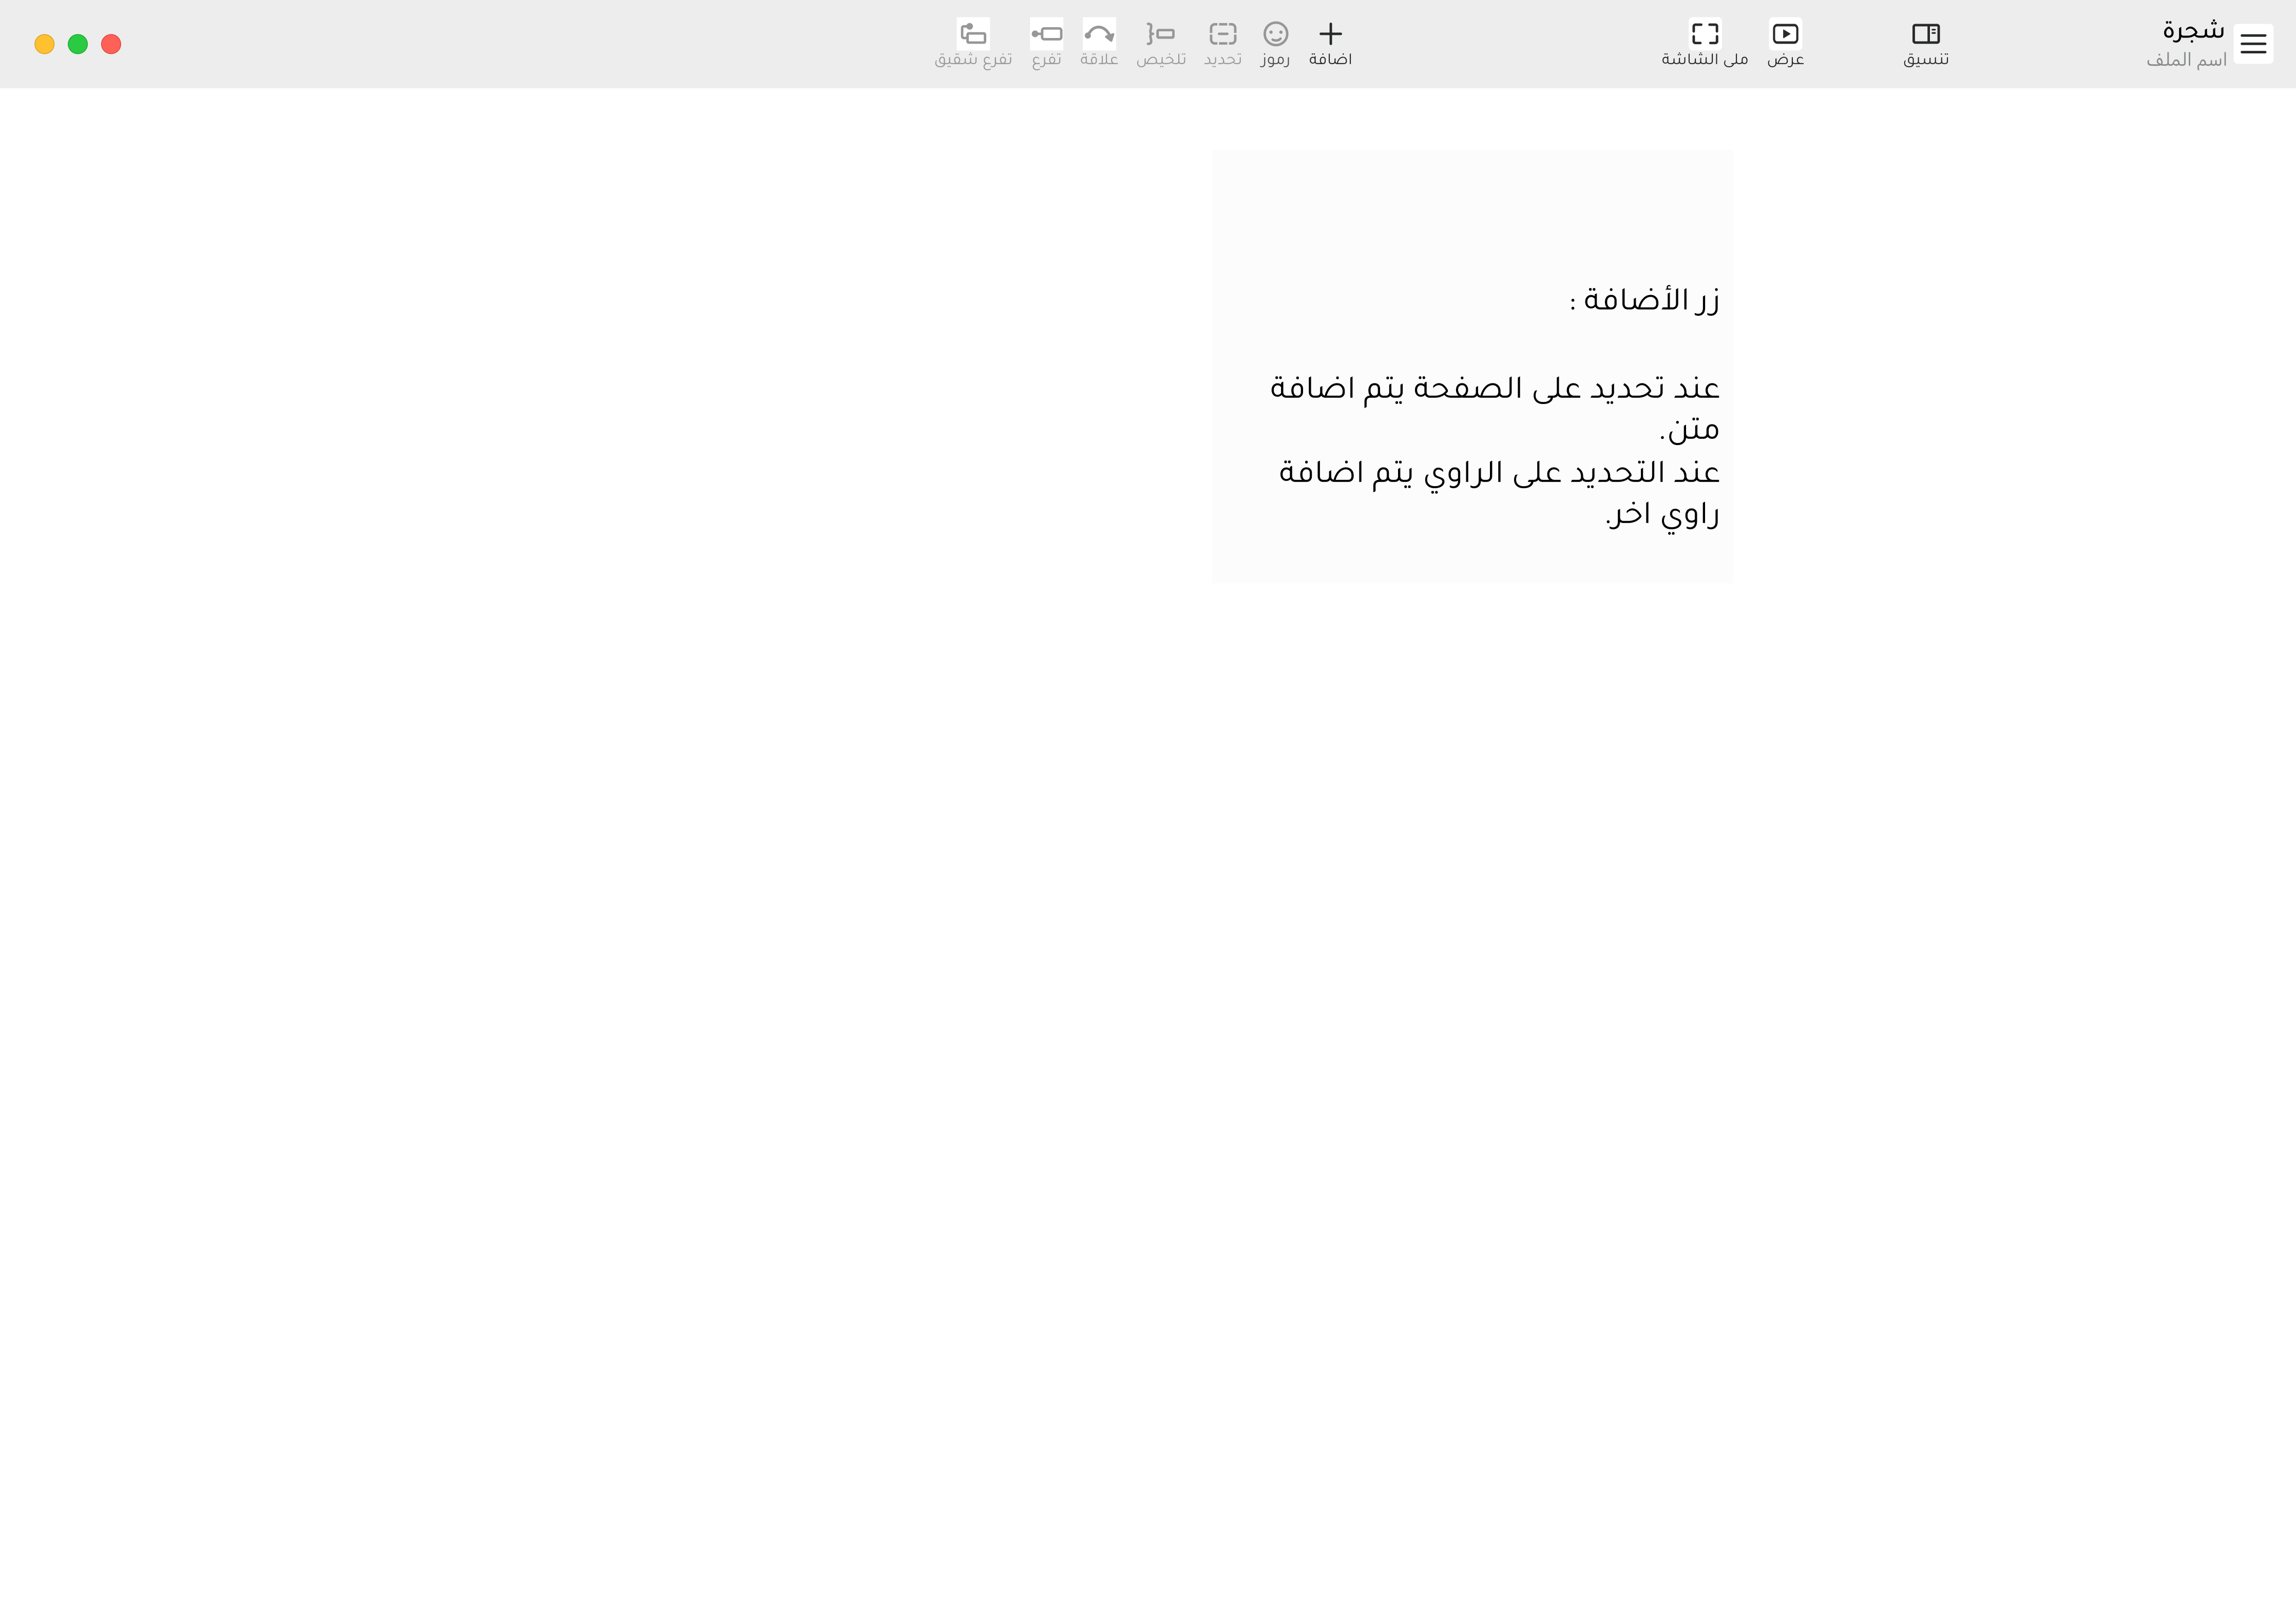 شجرة
اسم الملف
تنسيق
عرض
ملى الشاشة
اضافة
رموز
تحديد
تلخيص
علاقة
تفرع
تفرع شقيق
زر الأضافة :
عند تحديد على الصفحة يتم اضافة
متن.
عند التحديد على الراوي يتم اضافة
راوي اخر.